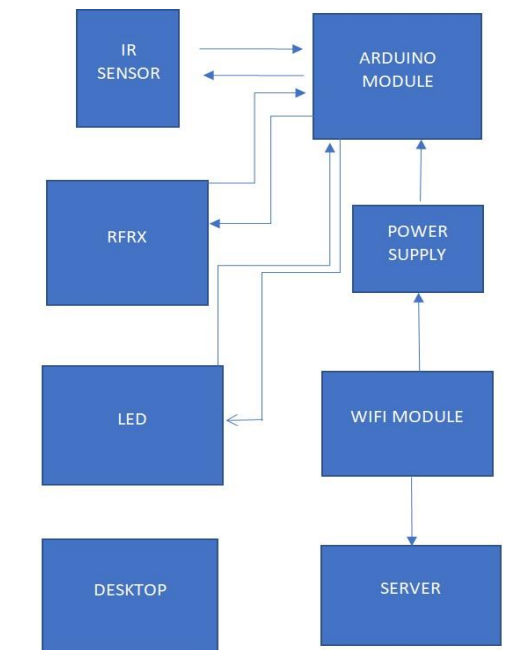 IR
SENSOR
ARDUINO
MODULE
RFRX
POWER
SUPPLY
LED
WIFI MODULE
DESKTOP
SERVER